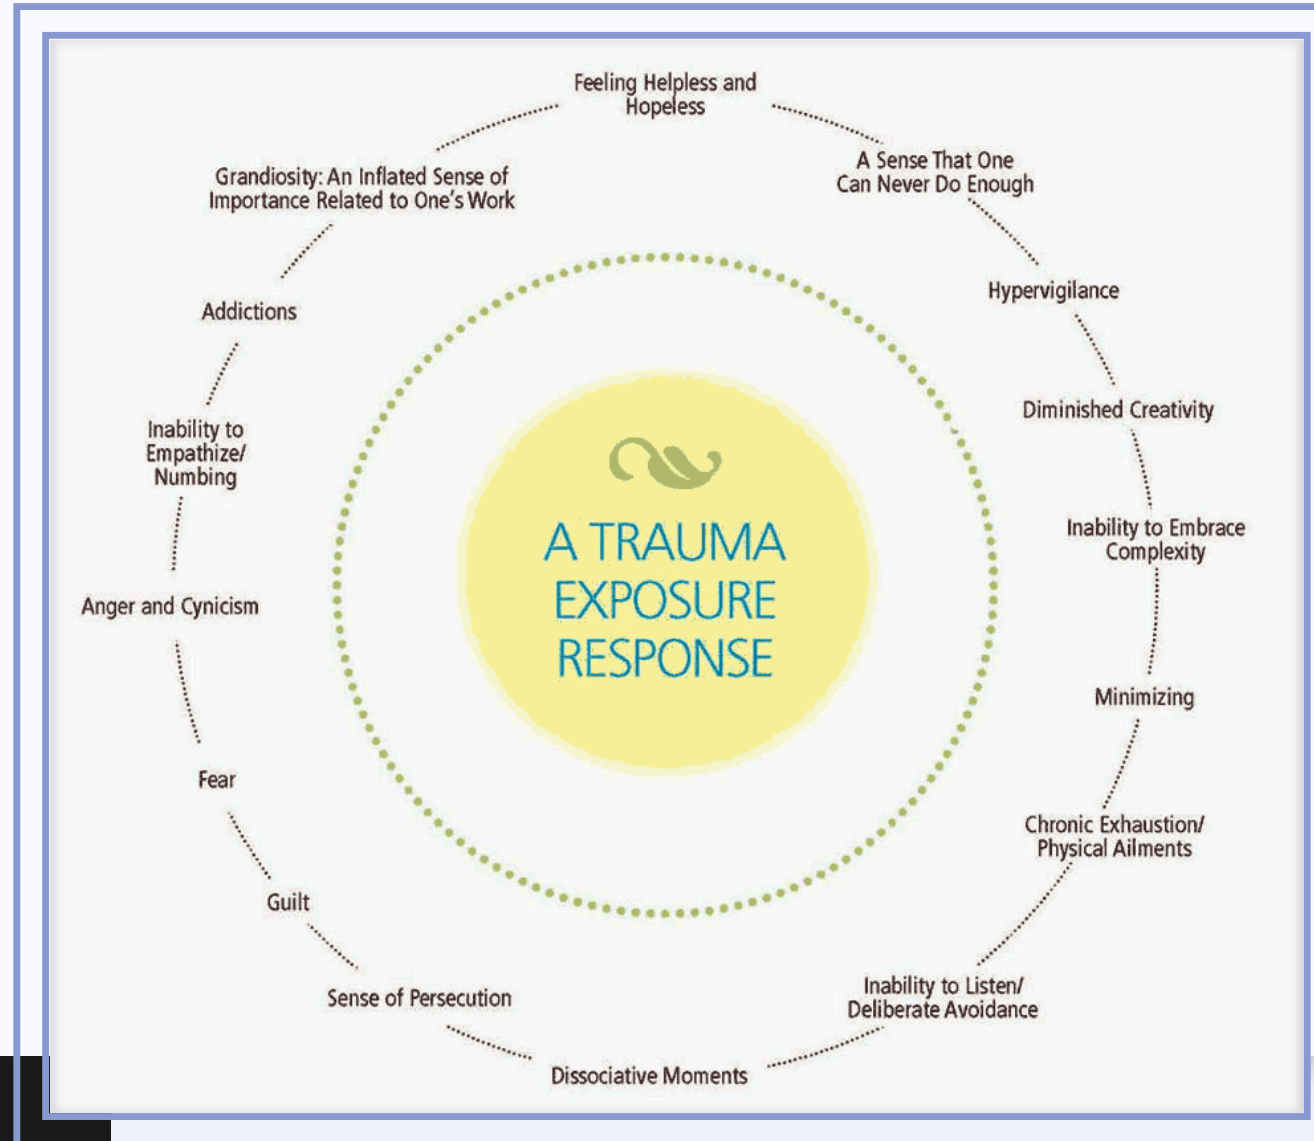 Feeling Helpless and
Hopeless
A Sense That One
Can Never Do Enough
Hypervigilance
Diminished Creativity
Inability to Embrace
Complexity
Minimizing
Chronic Exhaustion/
Physical Ailments
Inability to Listen/
Deliberate Avoidance
Dissociative Moments
Sense of Persecution
Guilt
Fear
Anger and Cynicism
Inability to
Empathize/
Numbing
Addictions
Grandiosity: An Inflated Sense of
Importance Related to One's Work
A TRAUMA
EXPOSURE
RESPONSE